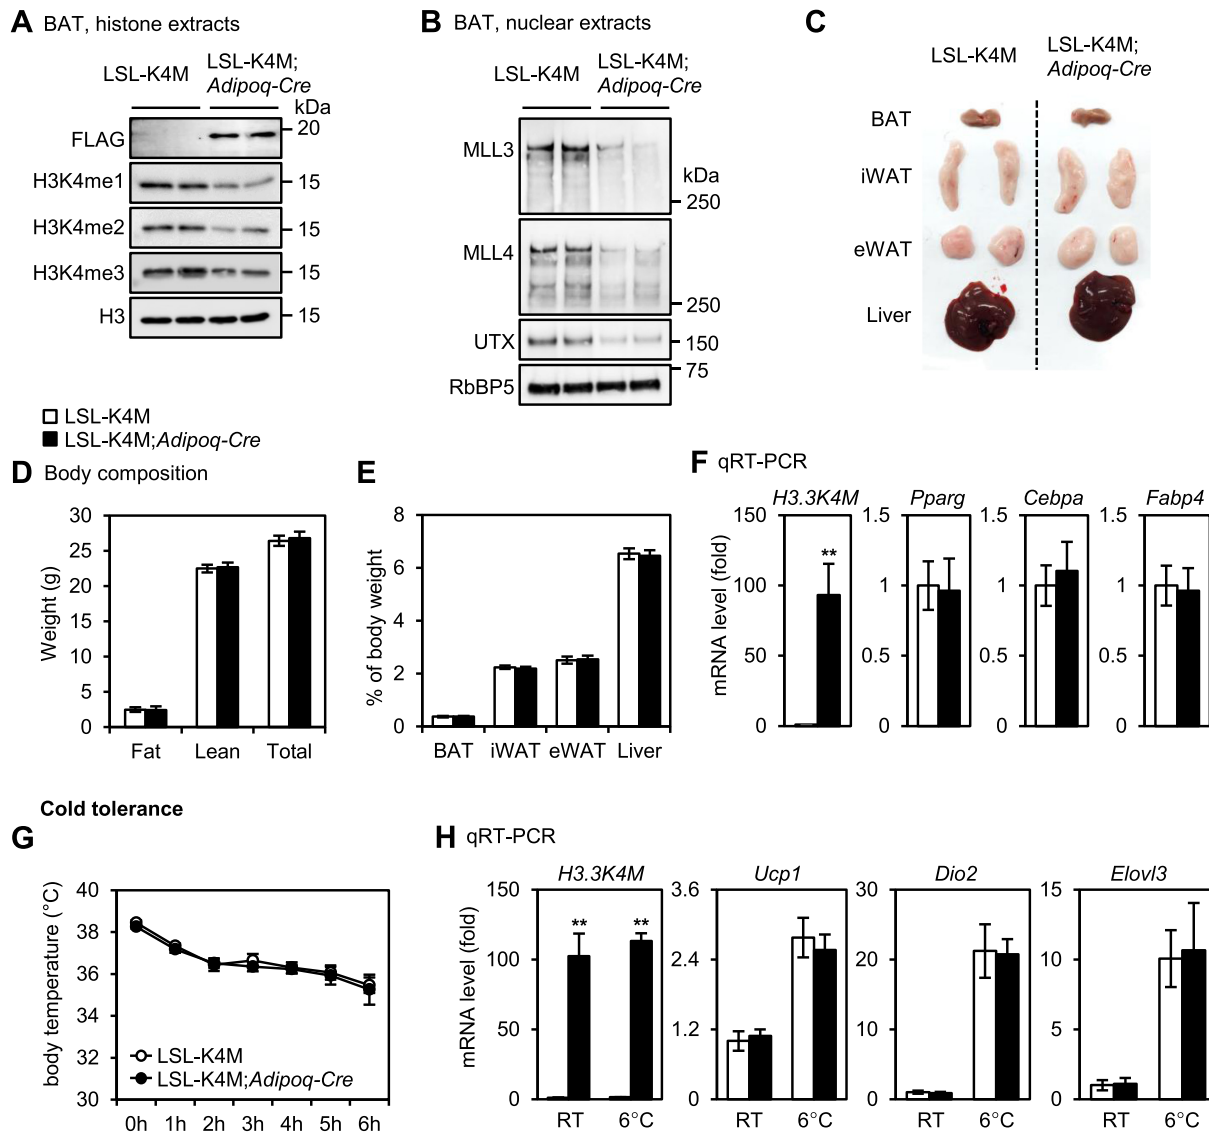 A BAT, histone extracts
LSL-K4M
LSL-K4M;
Adipoq-Cre
kDa
FLAG
20
H3K4me1
15
H3K4me2
15
H3K4me3
15
H3
15
B BAT, nuclear extracts
LSL-K4M
LSL-K4M;
Adipoq-Cre
MLL3
kDa
250
MLL4
250
UTX
150
75
RbBP5
C
LSL-K4M
LSL-K4M;
Adipoq-Cre
BAT
iWAT
eWAT
Liver
LSL-K4M
LSL-K4M;Adipoq-Cre
D Body composition
Weight (g)
30
25
20
15
10
5
0
Fat Lean Total
E
% of body weight
8
6
4
2
0
BAT iWAT eWAT Liver
F qRT-PCR
mRNA level (fold)
H3.3K4M
150
100
50
0
**
Pparg
1.5
1
0.5
0
Cebpa
1.5
1
0.5
0
Fabp4
1.5
1
0.5
0
Cold tolerance
G
body temperature (°C)
40
38
36
34
32
30
LSL-K4M
LSL-K4M;Adipoq-Cre
0h 1h 2h 3h 4h 5h 6h
H qRT-PCR
mRNA level (fold)
H3.3K4M
150
100
50
0
** **
RT 6°C
Ucp1
3.6
2.4
1.2
0
RT 6°C
Dio2
30
20
10
0
RT 6°C
Elovl3
15
10
5
0
RT 6°C